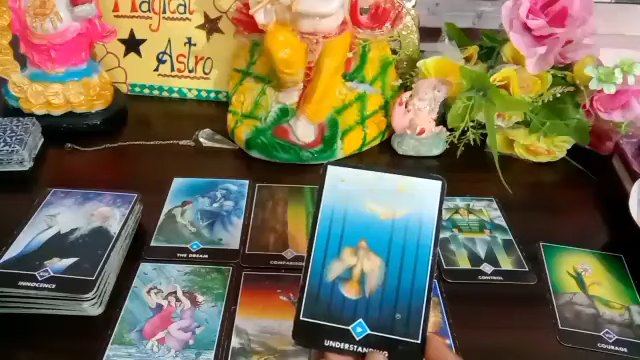 Magical
Astro
INNOCENCE
THE DREAM
COMPARISON
UNDERSTANDING
CONTROL
COURAGE